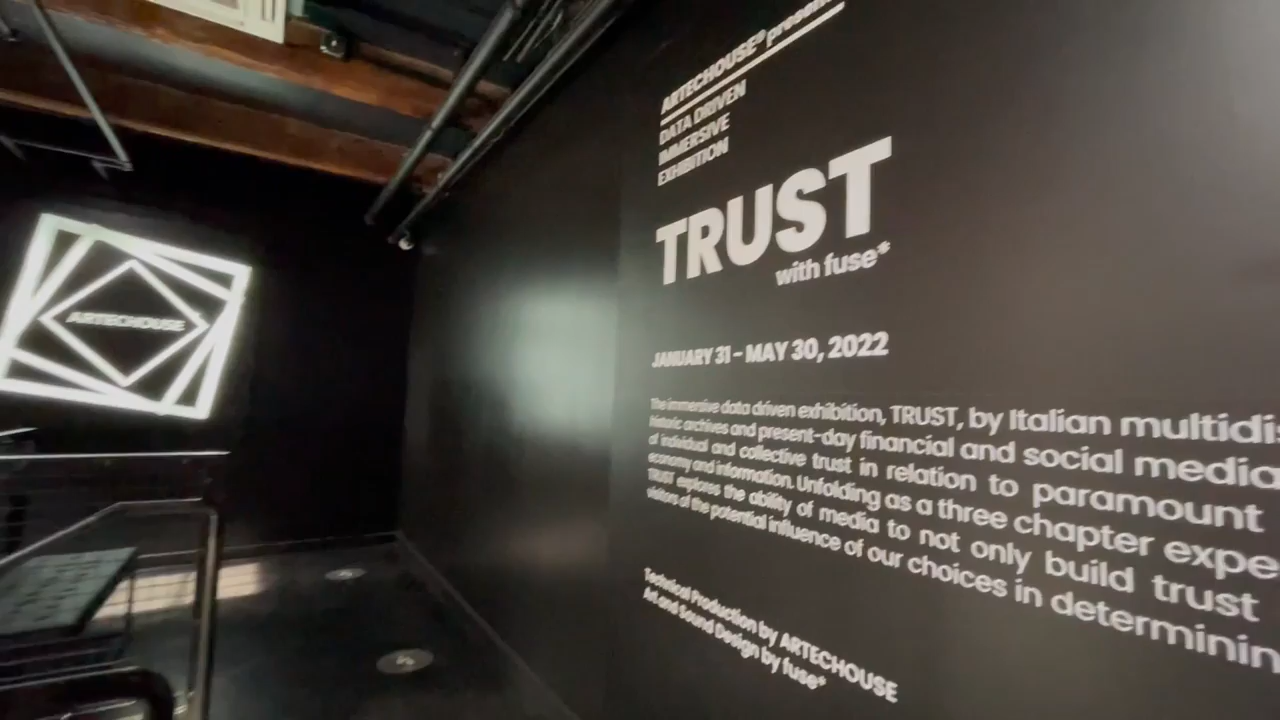 ARTECHOUSE
ARTECHOUSE® presents
DATA DRIVEN
IMMERSIVE
EXHIBITION
TRUST
with fuse*
JANUARY 31 - MAY 30, 2022
The immersive data driven exhibition, TRUST, by Italian multidis
historic archives and present-day financial and social media
of individual and collective trust in relation to paramount
economy and information. Unfolding as a three chapter expe
TRUST explores the ability of media to not only build trust
visitors of the potential influence of our choices in determinin
Technical Production by ARTECHOUSE
Art and Sound Design by fuse*